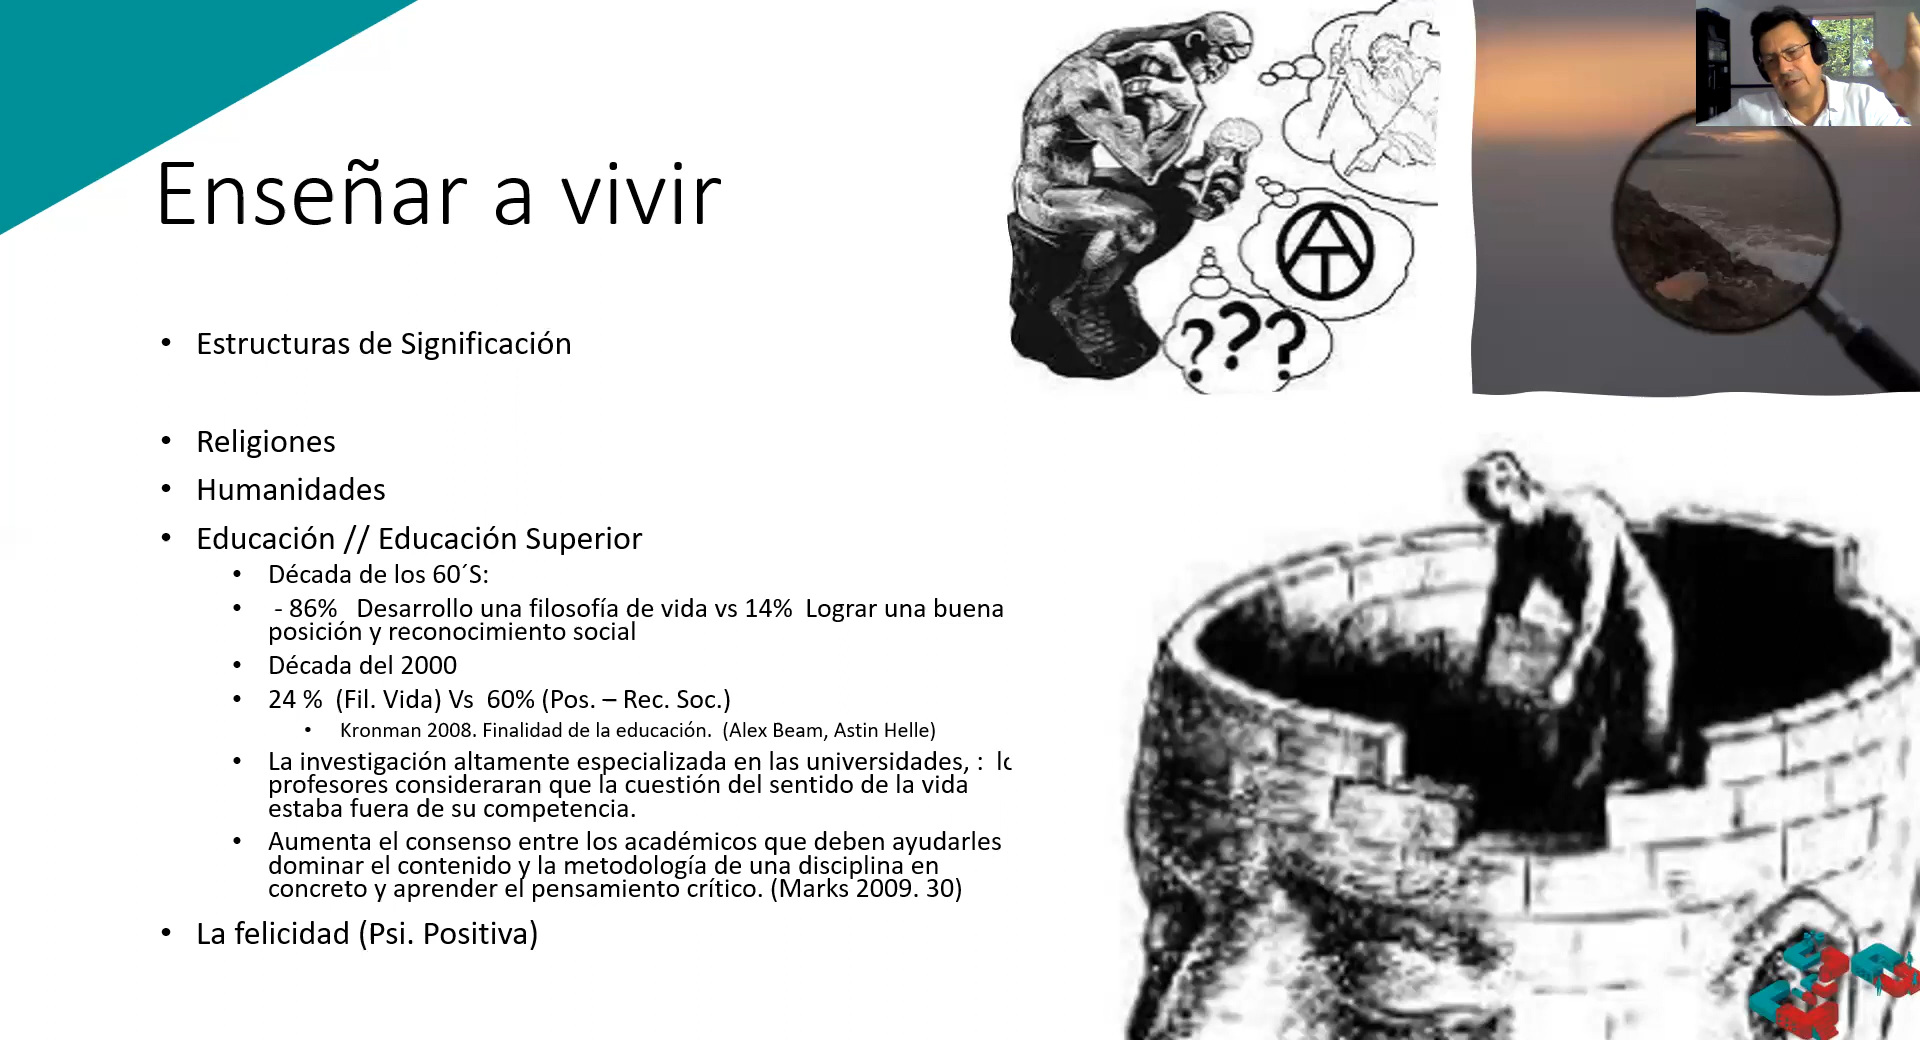 Enseñar a vivir
• Estructuras de Significación
• Religiones
• Humanidades
• Educación // Educación Superior
• Década de los 60´S:
• - 86% Desarrollo una filosofía de vida vs 14% Lograr una buena
posición y reconocimiento social
• Década del 2000
• 24 % (Fil. Vida) Vs 60% (Pos. – Rec. Soc.)
• Kronman 2008. Finalidad de la educación. (Alex Beam, Astin Helle)
• La investigación altamente especializada en las universidades, :
profesores consideraran que la cuestión del sentido de la vida
estaba fuera de su competencia.
• Aumenta el consenso entre los académicos que deben ayudarles
dominar el contenido y la metodología de una disciplina en
concreto y aprender el pensamiento crítico. (Marks 2009. 30)
• La felicidad (Psi. Positiva)
???